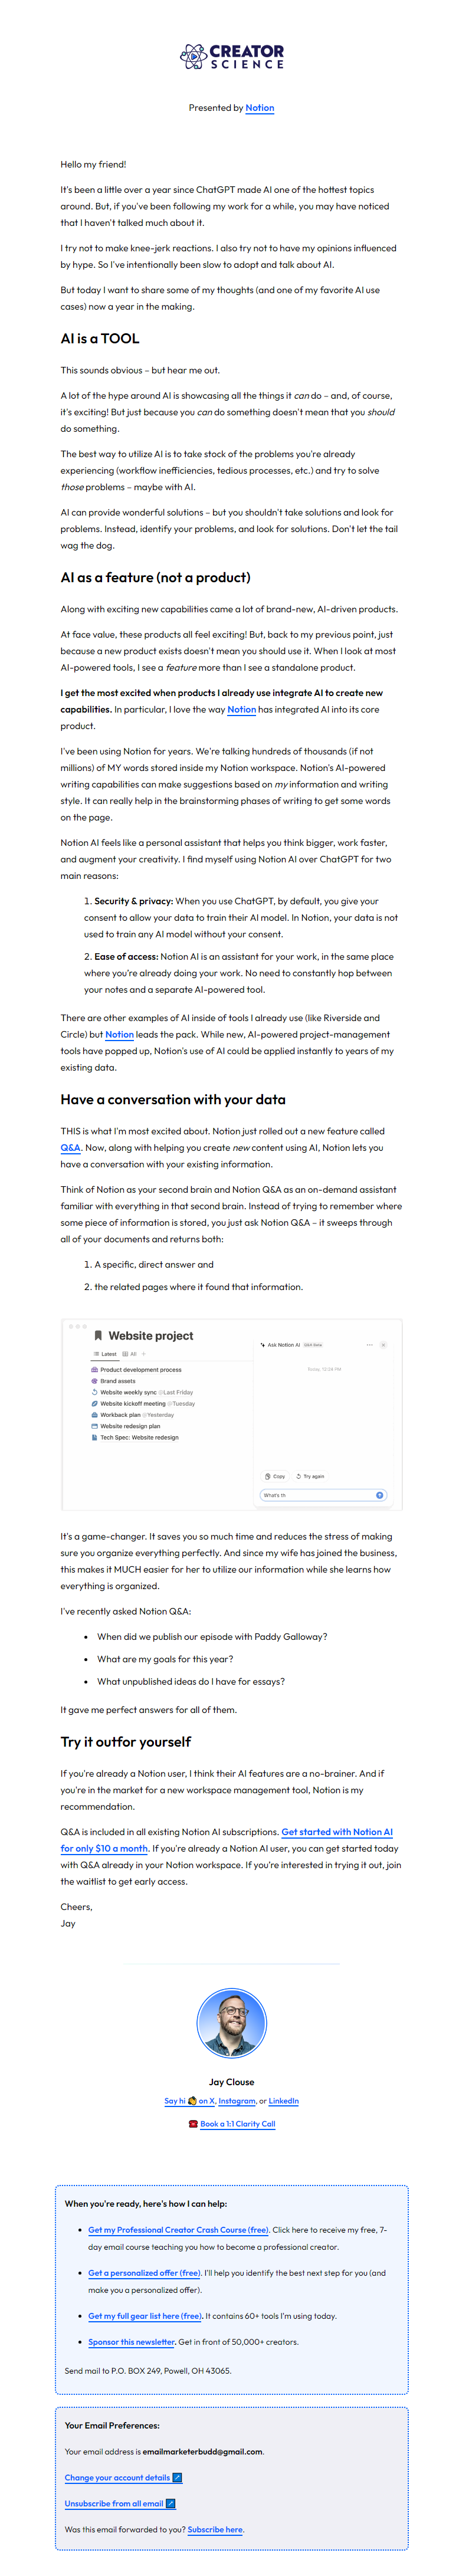 CREATOR
SCIENCE
Presented by Notion
Hello my friend!
It's been a little over a year since ChatGPT made AI one of the hottest topics
around. But, if you've been following my work for a while, you may have noticed
that I haven't talked much about it.
I try not to make knee-jerk reactions. I also try not to have my opinions influenced
by hype. So I've intentionally been slow to adopt and talk about AI.
But today I want to share some of my thoughts (and one of my favorite AI use
cases) now a year in the making.
AI is a TOOL
This sounds obvious – but hear me out.
A lot of the hype around AI is showcasing all the things it can do – and, of course,
it's exciting! But just because you can do something doesn't mean that you should
do something.
The best way to utilize AI is to take stock of the problems you're already
experiencing (workflow inefficiencies, tedious processes, etc.) and try to solve
those problems – maybe with AI.
AI can provide wonderful solutions – but you shouldn't take solutions and look for
problems. Instead, identify your problems, and look for solutions. Don't let the tail
wag the dog.
AI as a feature (not a product)
Along with exciting new capabilities came a lot of brand-new, AI-driven products.
At face value, these products all feel exciting! But, back to my previous point, just
because a new product exists doesn't mean you should use it. When I look at most
AI-powered tools, I see a feature more than I see a standalone product.
I get the most excited when products I already use integrate AI to create new
capabilities. In particular, I love the way Notion has integrated AI into its core
product.
I've been using Notion for years. We're talking hundreds of thousands (if not
millions) of MY words stored inside my Notion workspace. Notion's AI-powered
writing capabilities can make suggestions based on my information and writing
style. It can really help in the brainstorming phases of writing to get some words
on the page.
Notion AI feels like a personal assistant that helps you think bigger, work faster,
and augment your creativity. I find myself using Notion AI over ChatGPT for two
main reasons:
1. Security & privacy: When you use ChatGPT, by default, you give your
consent to allow your data to train their AI model. In Notion, your data is not
used to train any AI model without your consent.
2. Ease of access: Notion AI is an assistant for your work, in the same place
where you're already doing your work. No need to constantly hop between
your notes and a separate AI-powered tool.
There are other examples of AI inside of tools I already use (like Riverside and
Circle) but Notion leads the pack. While new, AI-powered project-management
tools have popped up, Notion's use of AI could be applied instantly to years of my
existing data.
Have a conversation with your data
THIS is what I'm most excited about. Notion just rolled out a new feature called
Q&A. Now, along with helping you create new content using AI, Notion lets you
have a conversation with your existing information.
Think of Notion as your second brain and Notion Q&A as an on-demand assistant
familiar with everything in that second brain. Instead of trying to remember where
some piece of information is stored, you just ask Notion Q&A – it sweeps through
all of your documents and returns both:
1. A specific, direct answer and
2. the related pages where it found that information.
Website project
Latest All +
Product development process
Brand assets
Website weekly sync @Last Friday
Website kickoff meeting @Tuesday
Workback plan @Yesterday
Website redesign plan
Tech Spec: Website redesign
Ask Notion AI Q&A Beta
Today, 12:34 PM
Copy Try again
What's th
It's a game-changer. It saves you so much time and reduces the stress of making
sure you organize everything perfectly. And since my wife has joined the business,
this makes it MUCH easier for her to utilize our information while she learns how
everything is organized.
I've recently asked Notion Q&A:
• When did we publish our episode with Paddy Galloway?
• What are my goals for this year?
• What unpublished ideas do I have for essays?
It gave me perfect answers for all of them.
Try it outfor yourself
If you're already a Notion user, I think their AI features are a no-brainer. And if
you're in the market for a new workspace management tool, Notion is my
recommendation.
Q&A is included in all existing Notion AI subscriptions. Get started with Notion AI
for only $10 a month. If you're already a Notion AI user, you can get started today
with Q&A already in your Notion workspace. If you're interested in trying it out, join
the waitlist to get early access.
Cheers,
Jay
Jay Clouse
Say hi 👋 on X, Instagram, or LinkedIn
☎️ Book a 1:1 Clarity Call
When you're ready, here's how I can help:
• Get my Professional Creator Crash Course (free). Click here to receive my free, 7-
day email course teaching you how to become a professional creator.
• Get a personalized offer (free). I'll help you identify the best next step for you (and
make you a personalized offer).
• Get my full gear list here (free). It contains 60+ tools I'm using today.
• Sponsor this newsletter. Get in front of 50,000+ creators.
Send mail to P.O. BOX 249, Powell, OH 43065.
Your Email Preferences:
Your email address is emailmarketerbudd@gmail.com.
Change your account details ↗️
Unsubscribe from all email ↗️
Was this email forwarded to you? Subscribe here.